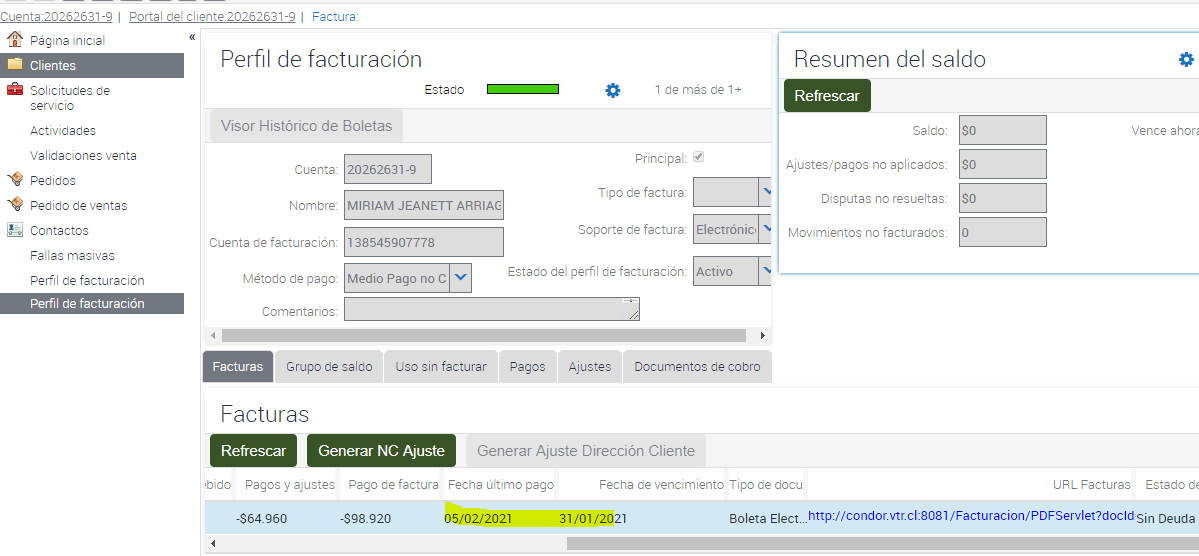 Cuenta:20262631-9 | Portal del cliente:20262631-9 | Factura:
«
Página inicial
Clientes
Solicitudes de
servicio
Actividades
Validaciones venta
Pedidos
Pedido de ventas
Contactos
Fallas masivas
Perfil de facturación
Perfil de facturación
Perfil de facturación
Estado
1 de más de 1+
Visor Histórico de Boletas
Cuenta: 20262631-9
Nombre: MIRIAM JEANETT ARRIAG
Cuenta de facturación: 138545907778
Método de pago: Medio Pago no C
Comentarios:
Principal:
Tipo de factura:
Soporte de factura: Electrónic
Estado del perfil de facturación: Activo
Resumen del saldo
Refrescar
Saldo: $0
Vence ahora
Ajustes/pagos no aplicados: $0
Disputas no resueltas: $0
Movimientos no facturados: 0
Facturas Grupo de saldo Uso sin facturar Pagos Ajustes Documentos de cobro
Facturas
Refrescar Generar NC Ajuste Generar Ajuste Dirección Cliente
ebido Pagos y ajustes Pago de factura Fecha último pago Fecha de vencimiento Tipo de docu URL Facturas Estado de
-$64.960 -$98.920 05/02/2021 31/01/2021 Boleta Elect... http://condor.vtr.cl:8081/Facturacion/PDFServlet?docId Sin Deuda